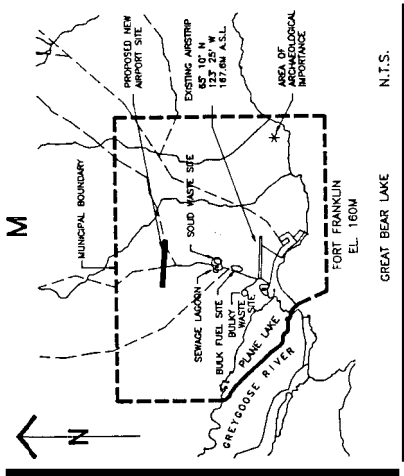 M
N
MUNICIPAL BOUNDARY
PROPOSED NEW
AIRPORT SITE
EXISTING AIRSTRIP
65° 10" N
123° 25' W
187.6M A.S.L.
AREA OF
ARCHAEOLOGICAL
IMPORTANCE
SEWAGE LAGOON
SOLID WASTE SITE
BULK FUEL SITE
BULKY
WASTE
SITE
PLANE LAKE
GREYGOOSE RIVER
FORT FRANKLIN
EL. 160M
GREAT BEAR LAKE
N.T.S.